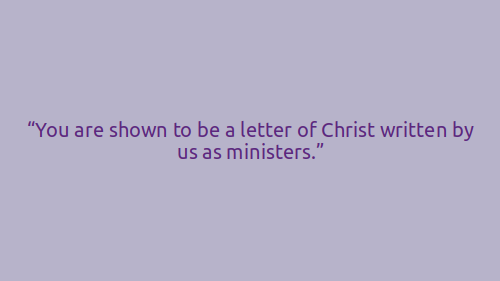 “You are shown to be a letter of Christ written by
us as ministers.”